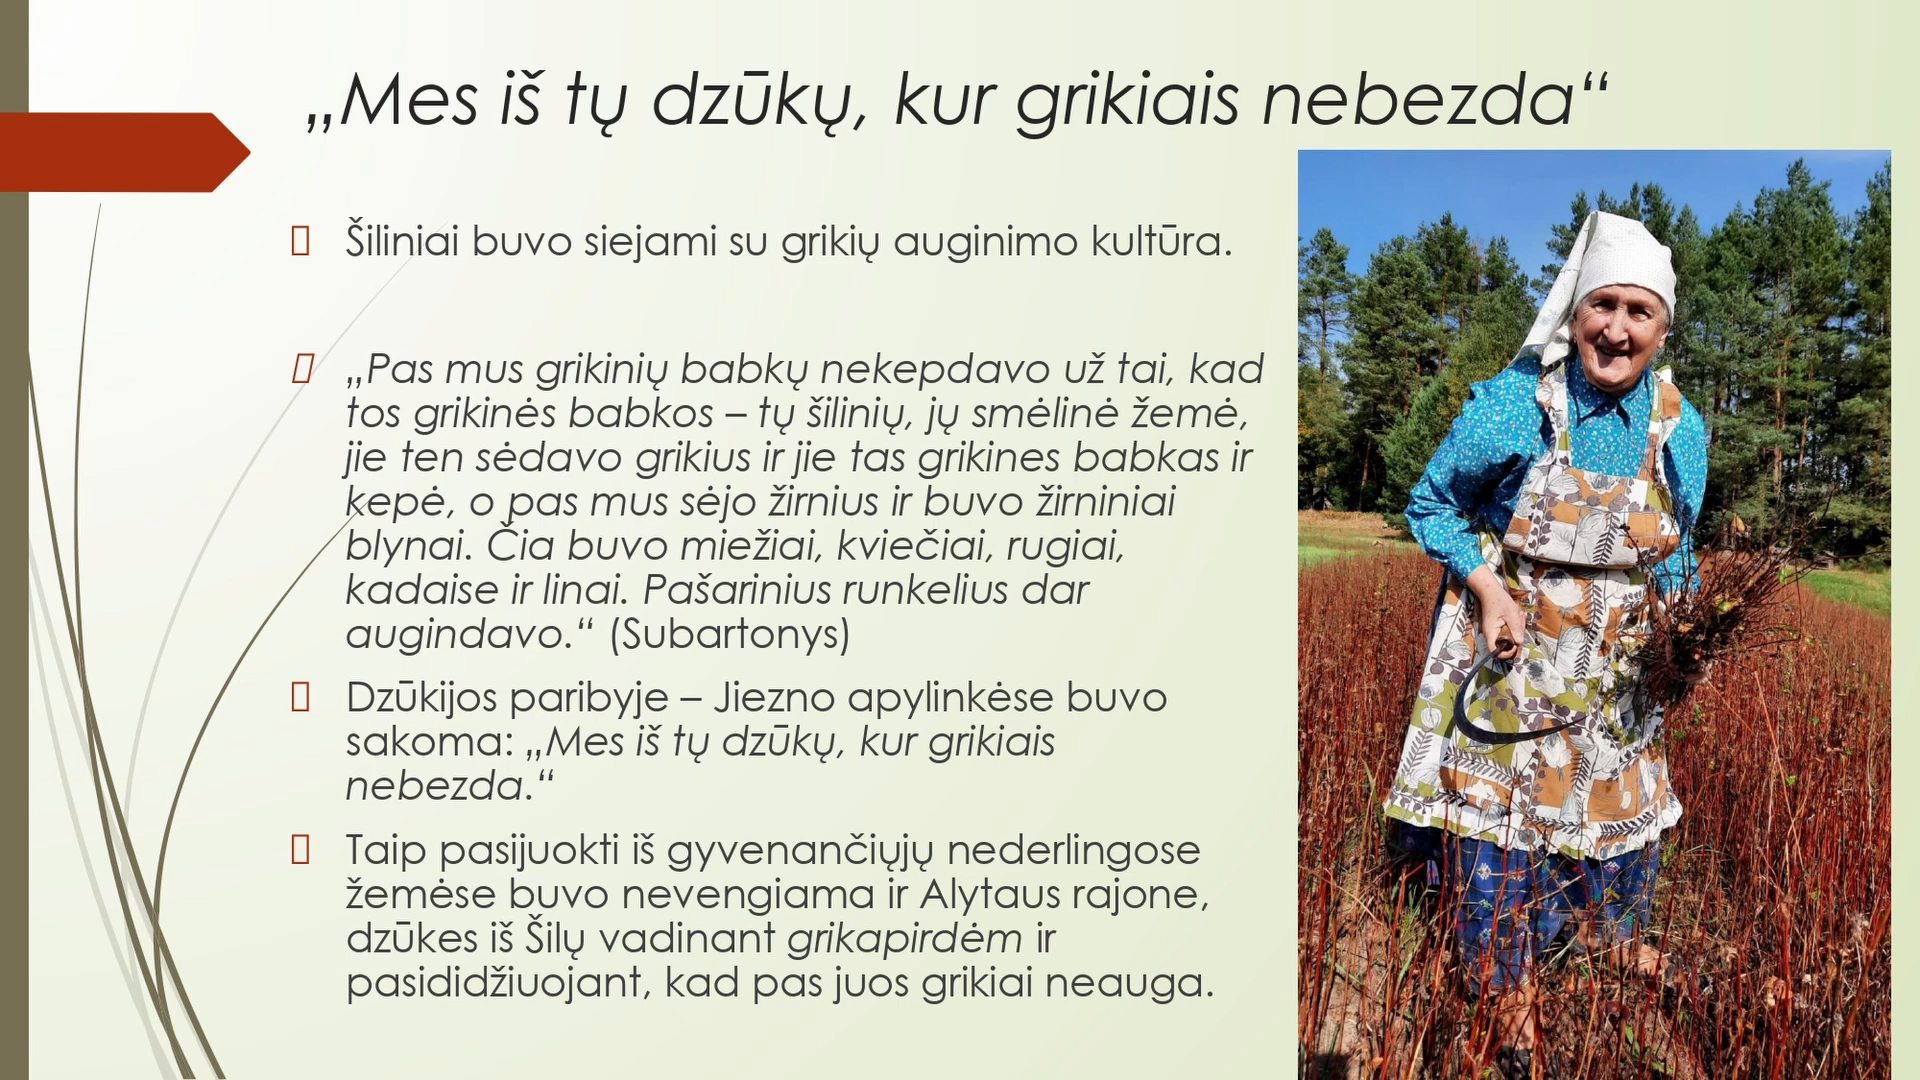 „Mes iš tų dzūkų, kur grikiais nebezda“
Šiliniai buvo siejami su grikių auginimo kultūra.
„Pas mus grikinių babkų nekepdavo už tai, kad
tos grikinės babkos – tų šilinių, jų smėlinė žemė,
jie ten sėdavo grikius ir jie tas grikines babkas ir
kepė, o pas mus sėjo žirnius ir buvo žirniniai
blynai. Čia buvo miežiai, kviečiai, rugiai,
kadaise ir linai. Pašarinius runkelius dar
augindavo.“ (Subartonys)
Dzūkijos paribyje – Jiezno apylinkėse buvo
sakoma: „Mes iš tų dzūkų, kur grikiais
nebezda.“
Taip pasijuokti iš gyvenančiųjų nederlingose
žemėse buvo nevengiama ir Alytaus rajone,
dzūkes iš Šilų vadinant grikapirdėm ir
pasididžiuojant, kad pas juos grikiai neauga.